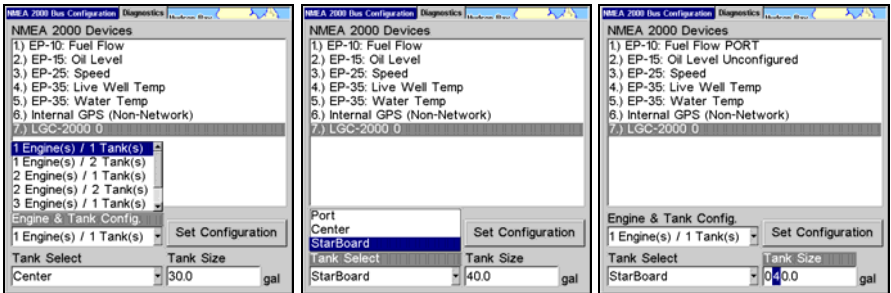 NMEA 2000 Bus Configuration Diagnostics
NMEA 2000 Devices
1.) EP-10: Fuel Flow
2.) EP-15: Oil Level
3.) EP-25: Speed
4.) EP-35: Live Well Temp
5.) EP-35: Water Temp
6.) Internal GPS (Non-Network)
7.) LGC-2000 0
1 Engine(s) / 1 Tank(s)
1 Engine(s) / 2 Tank(s)
2 Engine(s) / 1 Tank(s)
2 Engine(s) / 2 Tank(s)
3 Engine(s) / 1 Tank(s)
Engine & Tank Config.
1 Engine(s) / 1 Tank(s) Set Configuration
Tank Select Tank Size
Center 30.0 gal
NMEA 2000 Bus Configuration Diagnostics
NMEA 2000 Devices
1.) EP-10: Fuel Flow
2.) EP-15: Oil Level
3.) EP-25: Speed
4.) EP-35: Live Well Temp
5.) EP-35: Water Temp
6.) Internal GPS (Non-Network)
7.) LGC-2000 0
Port
Center
StarBoard
Set Configuration
Tank Select Tank Size
StarBoard 40.0 gal
NMEA 2000 Bus Configuration Diagnostics
NMEA 2000 Devices
1.) EP-10: Fuel Flow PORT
2.) EP-15: Oil Level Unconfigured
3.) EP-25: Speed
4.) EP-35: Live Well Temp
5.) EP-35: Water Temp
6.) Internal GPS (Non-Network)
7.) LGC-2000 0
Engine & Tank Config.
1 Engine(s) / 1 Tank(s) Set Configuration
Tank Select Tank Size
StarBoard 040.0 gal